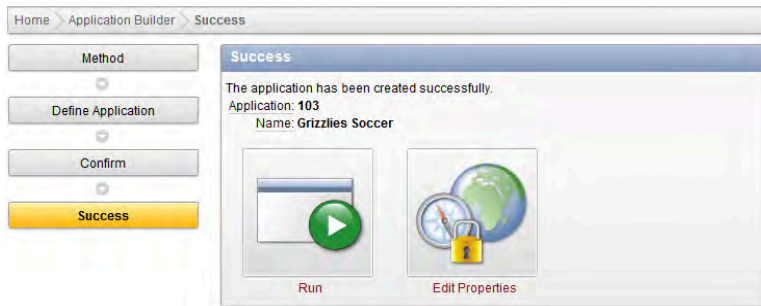 Home Application Builder Success
Method
Define Application
Confirm
Success
Success
The application has been created successfully.
Application: 103
Name: Grizzlies Soccer
Run Edit Properties